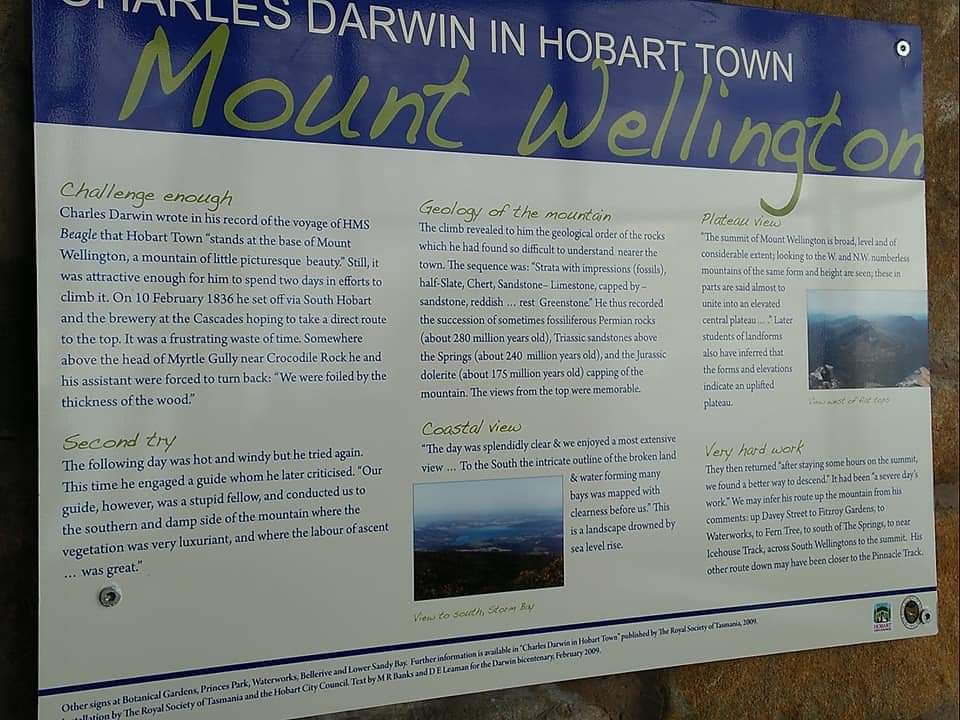 CHARLES DARWIN IN HOBART TOWN
Mount Wellington
Challenge enough
Charles Darwin wrote in his record of the voyage of HMS
Beagle that Hobart Town “stands at the base of Mount
Wellington, a mountain of little picturesque beauty.” Still, it
was attractive enough for him to spend two days in efforts to
climb it. On 10 February 1836 he set off via South Hobart
and the brewery at the Cascades hoping to take a direct route
to the top. It was a frustrating waste of time. Somewhere
above the head of Myrtle Gully near Crocodile Rock he and
his assistant were forced to turn back: “We were foiled by the
thickness of the wood.”
Second try
The following day was hot and windy but he tried again.
This time he engaged a guide whom he later criticised. “Our
guide, however, was a stupid fellow, and conducted us to
the southern and damp side of the mountain where the
vegetation was very luxuriant, and where the labour of ascent
... was great.”
Geology of the mountain
The climb revealed to him the geological order of the rocks
which he had found so difficult to understand nearer the
town. The sequence was: “Strata with impressions (fossils),
half-Slate, Chert, Sandstone– Limestone, capped by –
sandstone, reddish ... rest Greenstone.” He thus recorded
the succession of sometimes fossiliferous Permian rocks
(about 280 million years old), Triassic sandstones above
the Springs (about 240 million years old), and the Jurassic
dolerite (about 175 million years old) capping of the
mountain. The views from the top were memorable.
Coastal view
“The day was splendidly clear & we enjoyed a most extensive
view ... To the South the intricate outline of the broken land
& water forming many
bays was mapped with
clearness before us.” This
is a landscape drowned by
sea level rise.
View to south, Storm Bay
Plateau view
“The summit of Mount Wellington is broad, level and of
considerable extent; looking to the W. and N.W. numberless
mountains of the same form and height are seen; these in
parts are said almost to
unite into an elevated
central plateau ... .” Later
students of landforms
also have inferred that
the forms and elevations
indicate an uplifted
plateau.
View west of flat tops
Very hard work
They then returned “after staying some hours on the summit,
we found a better way to descend.” It had been “a severe day's
work.” We may infer his route up the mountain from his
comments: up Davey Street to Fitzroy Gardens, to
Waterworks, to Fern Tree, to south of The Springs, to near
Icehouse Track, across South Wellingtons to the summit. His
other route down may have been closer to the Pinnacle Track.
Other signs at Botanical Gardens, Princes Park, Waterworks, Bellerive and Lower Sandy Bay. Further information is available in “Charles Darwin in Hobart Town” published by The Royal Society of Tasmania, 2009.
Installation by The Royal Society of Tasmania and the Hobart City Council. Text by M R Banks and D E Leaman for the Darwin bicentenary, February 2009.
HOBART